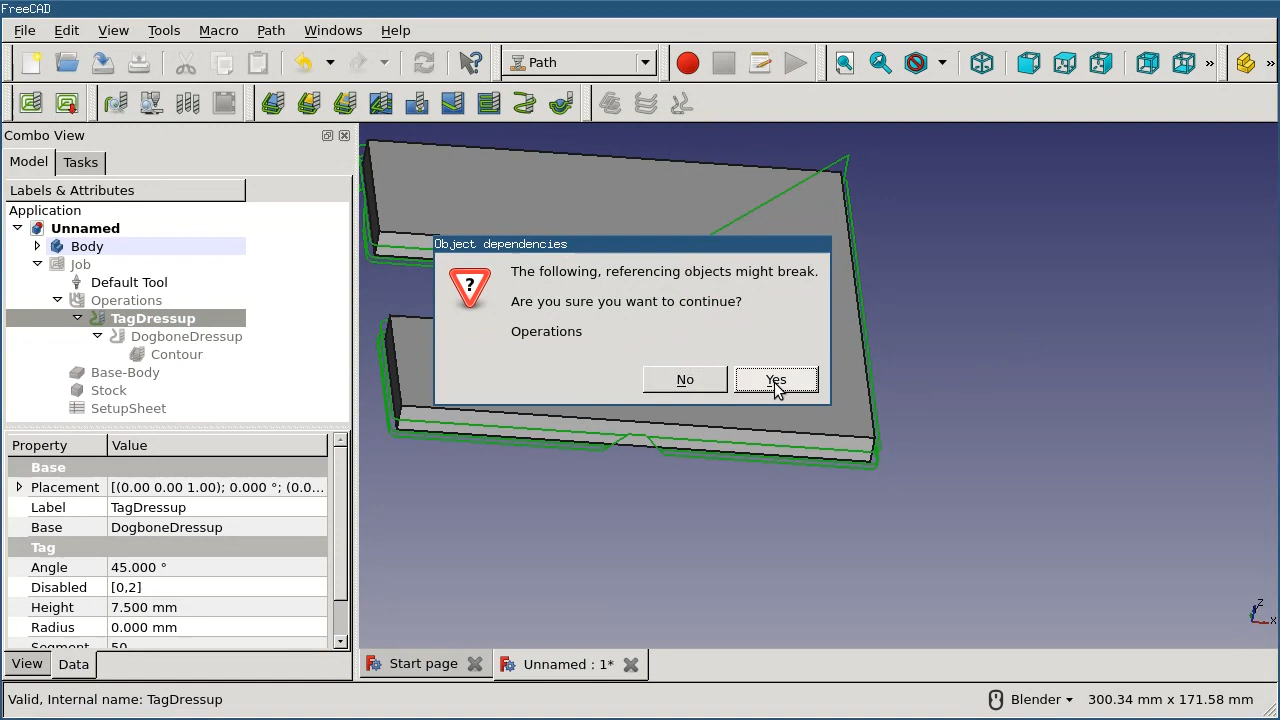 FreeCAD
File Edit View Tools Macro Path Windows Help
Path
Combo View
Model Tasks
Labels & Attributes
Application
Unnamed
Body
Job
Default Tool
Operations
TagDressup
DogboneDressup
Contour
Base-Body
Stock
SetupSheet
Property Value
Base
Placement [(0.00 0.00 1.00); 0.000 °; (0.0...
Label TagDressup
Base DogboneDressup
Tag
Angle 45.000 °
Disabled [0,2]
Height 7.500 mm
Radius 0.000 mm
Segment 50
View Data
Object dependencies
The following, referencing objects might break.
Are you sure you want to continue?
Operations
No Yes
Z
X
Start page Unnamed : 1*
Valid, Internal name: TagDressup
Blender 300.34 mm x 171.58 mm